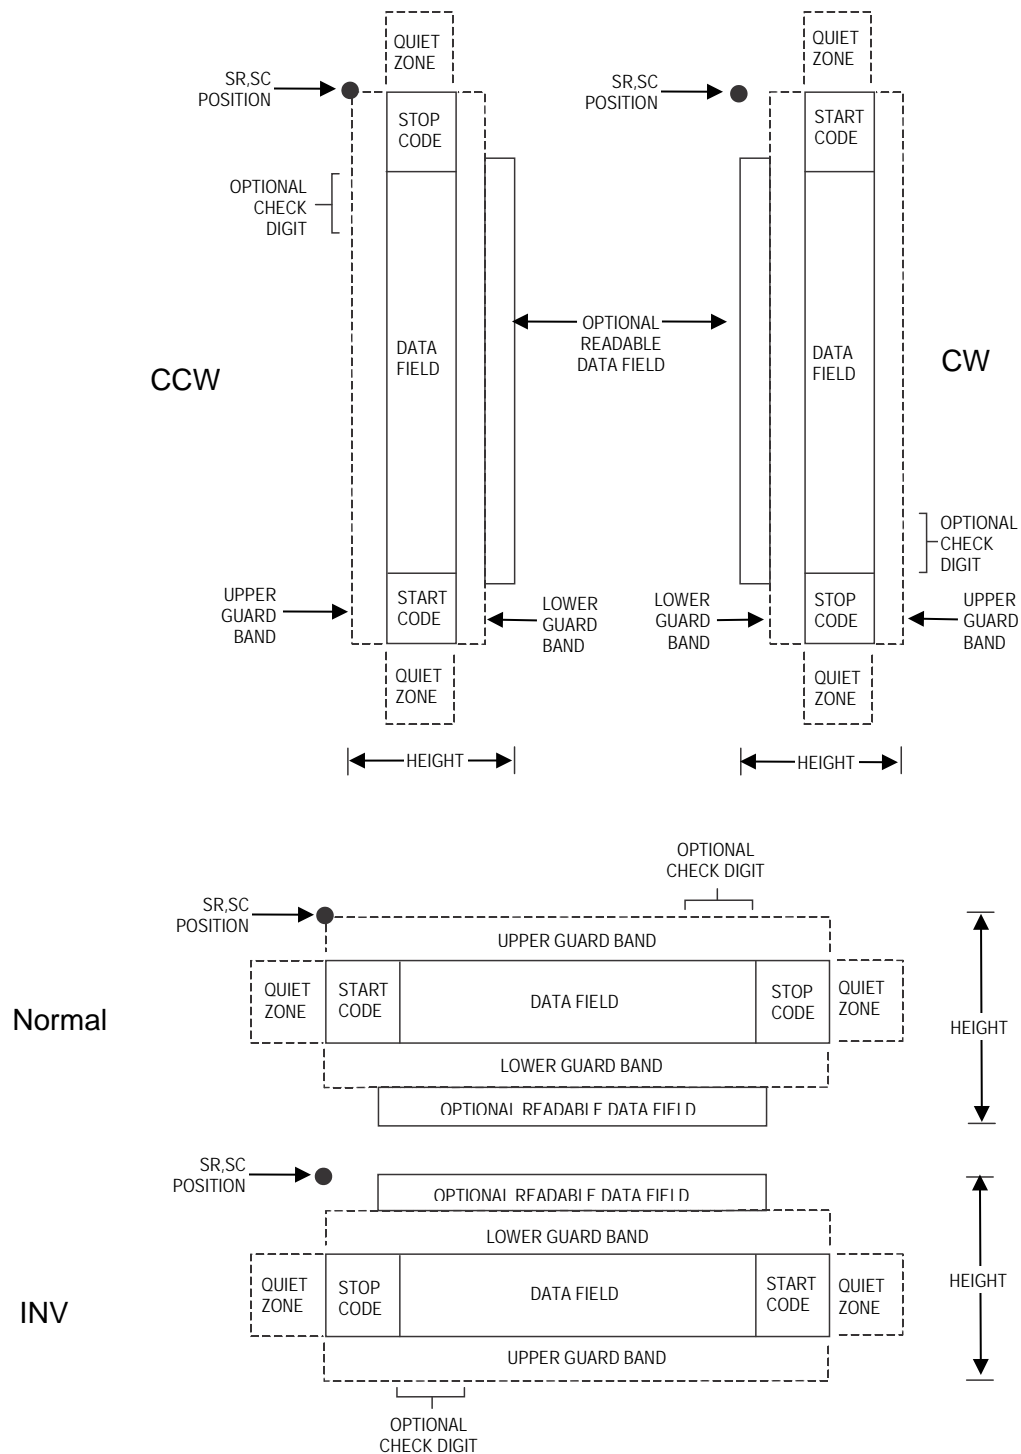 QUIET
ZONE
SR,SC
POSITION
STOP
CODE
OPTIONAL
CHECK
DIGIT
DATA
FIELD
CCW
UPPER
GUARD
BAND
START
CODE
LOWER
GUARD
BAND
QUIET
ZONE
HEIGHT
OPTIONAL
READABLE
DATA FIELD
QUIET
ZONE
SR,SC
POSITION
START
CODE
DATA
FIELD
CW
OPTIONAL
CHECK
DIGIT
LOWER
GUARD
BAND
STOP
CODE
UPPER
GUARD
BAND
QUIET
ZONE
HEIGHT
OPTIONAL
CHECK DIGIT
SR,SC
POSITION
UPPER GUARD BAND
Normal
QUIET
ZONE
START
CODE
DATA FIELD
STOP
CODE
QUIET
ZONE
HEIGHT
LOWER GUARD BAND
OPTIONAL READABLE DATA FIELD
SR,SC
POSITION
OPTIONAL READABLE DATA FIELD
LOWER GUARD BAND
INV
QUIET
ZONE
STOP
CODE
DATA FIELD
START
CODE
QUIET
ZONE
HEIGHT
UPPER GUARD BAND
OPTIONAL
CHECK DIGIT